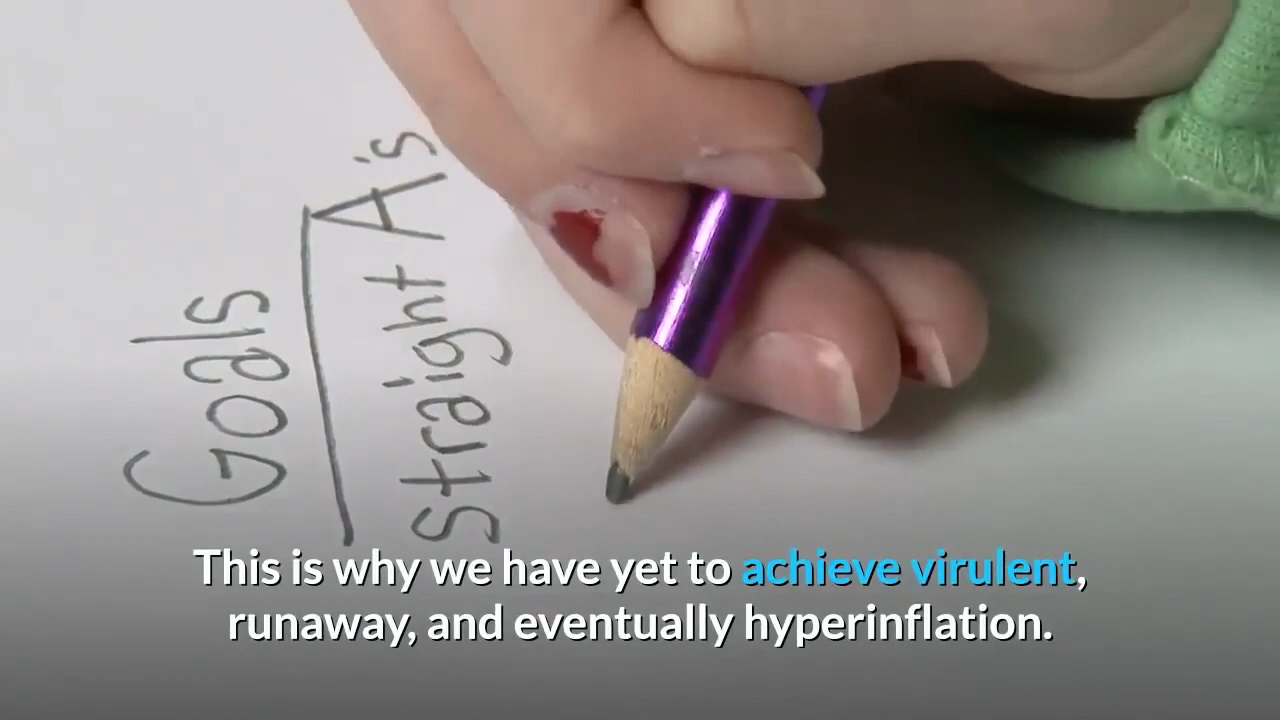 Goals
Straight A's
This is why we have yet to achieve virulent,
runaway, and eventually hyperinflation.